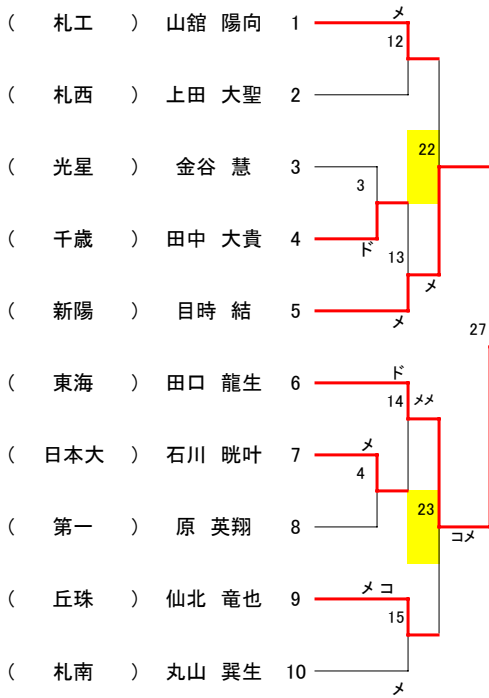 ( 札工 ) 山舘 陽向 1 メ
12
( 札西 ) 上田 大聖 2
22
( 光星 ) 金谷 慧 3
3
( 千歳 ) 田中 大貴 4 ド
13
メ
( 新陽 ) 目時 結 5 メ
27
( 東海 ) 田口 龍生 6 ド
14 メメ
( 日本大 ) 石川 晄叶 7 メ
4
23
( 第一 ) 原 英翔 8 コメ
( 丘珠 ) 仙北 竜也 9 メコ
15
( 札南 ) 丸山 巽生 10 メ